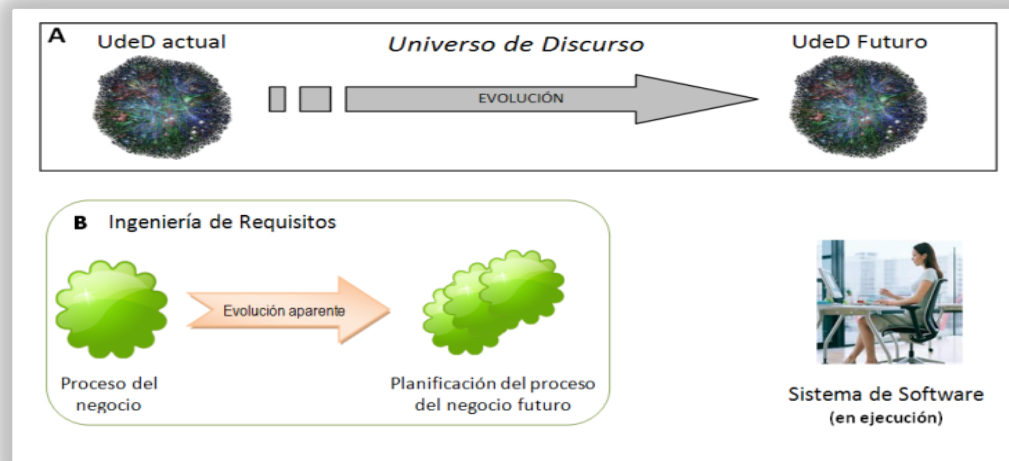 A
UdeD actual
Universo de Discurso
UdeD Futuro
EVOLUCIÓN
B Ingeniería de Requisitos
Evolución aparente
Proceso del
negocio
Planificación del proceso
del negocio futuro
Sistema de Software
(en ejecución)